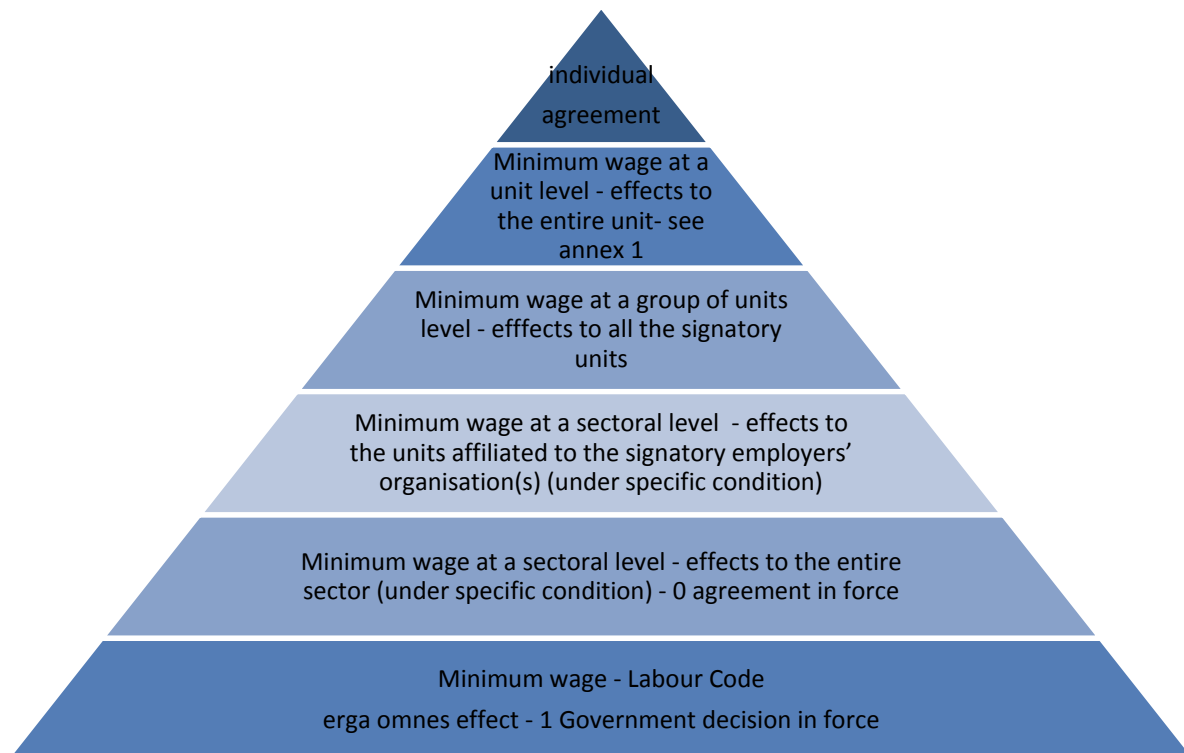 individual
agreement
Minimum wage at a
unit level - effects to
the entire unit- see
annex 1
Minimum wage at a group of units
level - efffects to all the signatory
units
Minimum wage at a sectoral level  - effects to
the units affiliated to the signatory employers’
organisation(s) (under specific condition)
Minimum wage at a sectoral level - effects to the entire
sector (under specific condition) - 0 agreement in force
Minimum wage - Labour Code
erga omnes effect - 1 Government decision in force